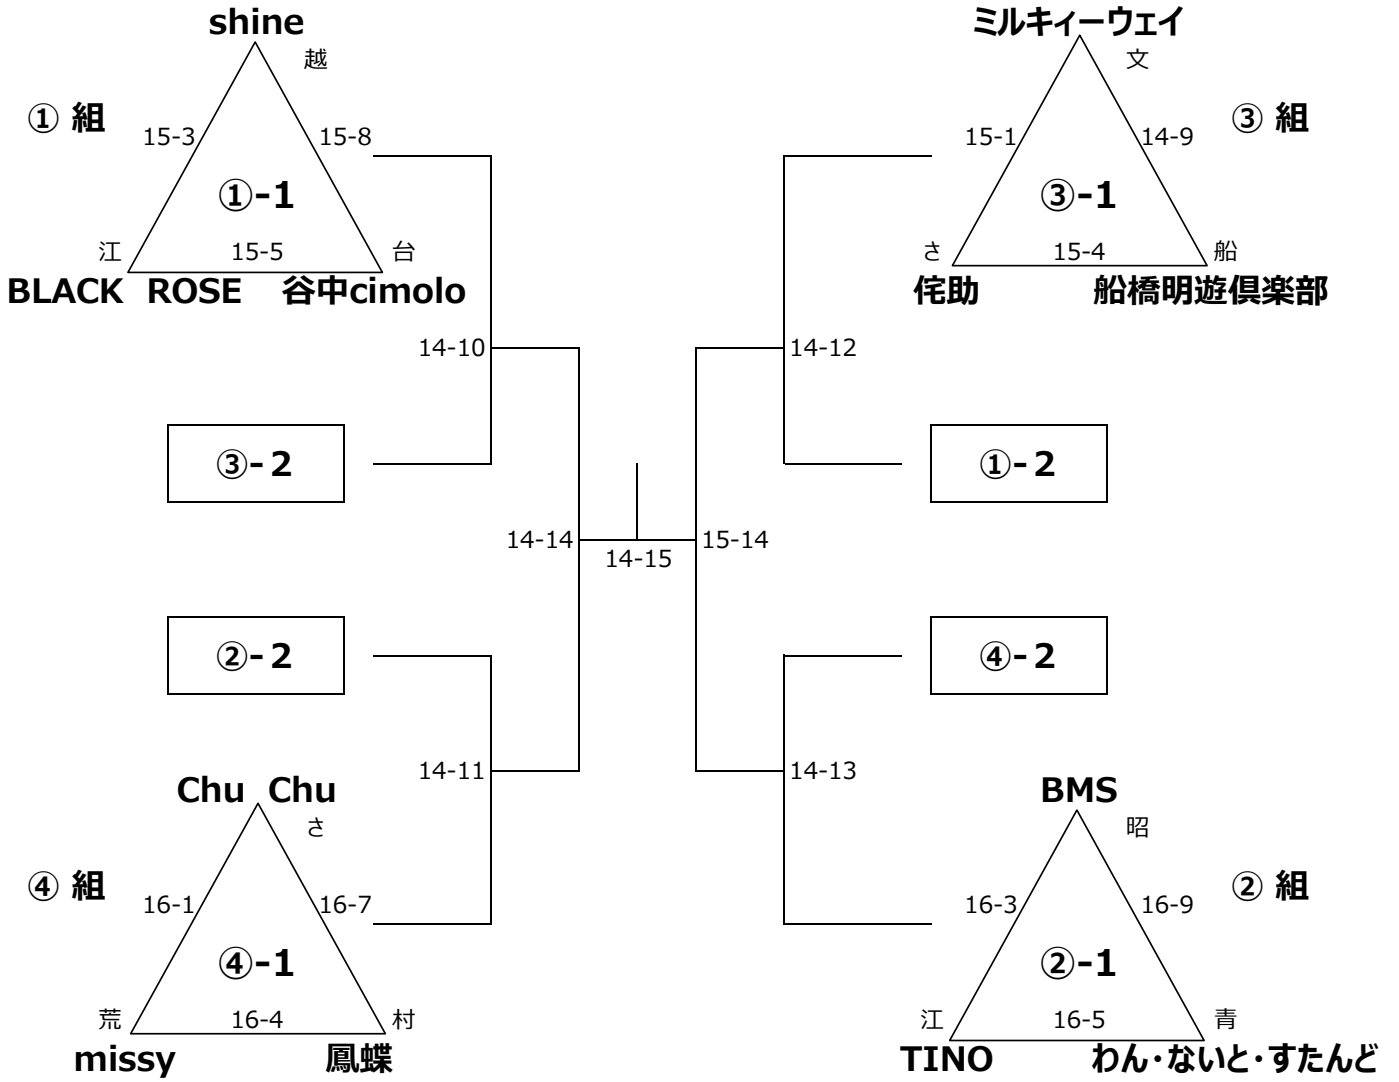 shine
越
① 組
15-3
15-8
①-1
江
15-5
台
BLACK ROSE
谷中cimolo
ミルキィーウェイ
文
③ 組
15-1
14-9
③-1
さ
15-4
船
侘助
船橋明遊倶楽部
14-10
14-12
③-2
①-2
14-14
14-15
15-14
②-2
④-2
14-11
14-13
Chu Chu
さ
④ 組
16-1
16-7
④-1
荒
16-4
村
missy
鳳蝶
BMS
昭
② 組
16-3
16-9
②-1
江
16-5
青
TINO
わん・ないと・すたんど